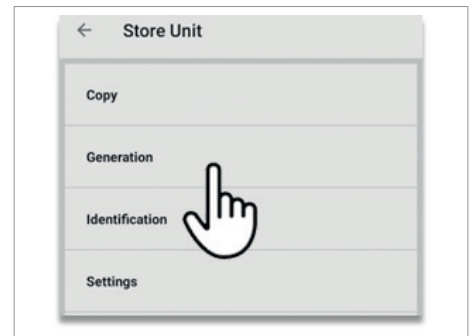 Store Unit
Copy
Generation
Identification
Settings